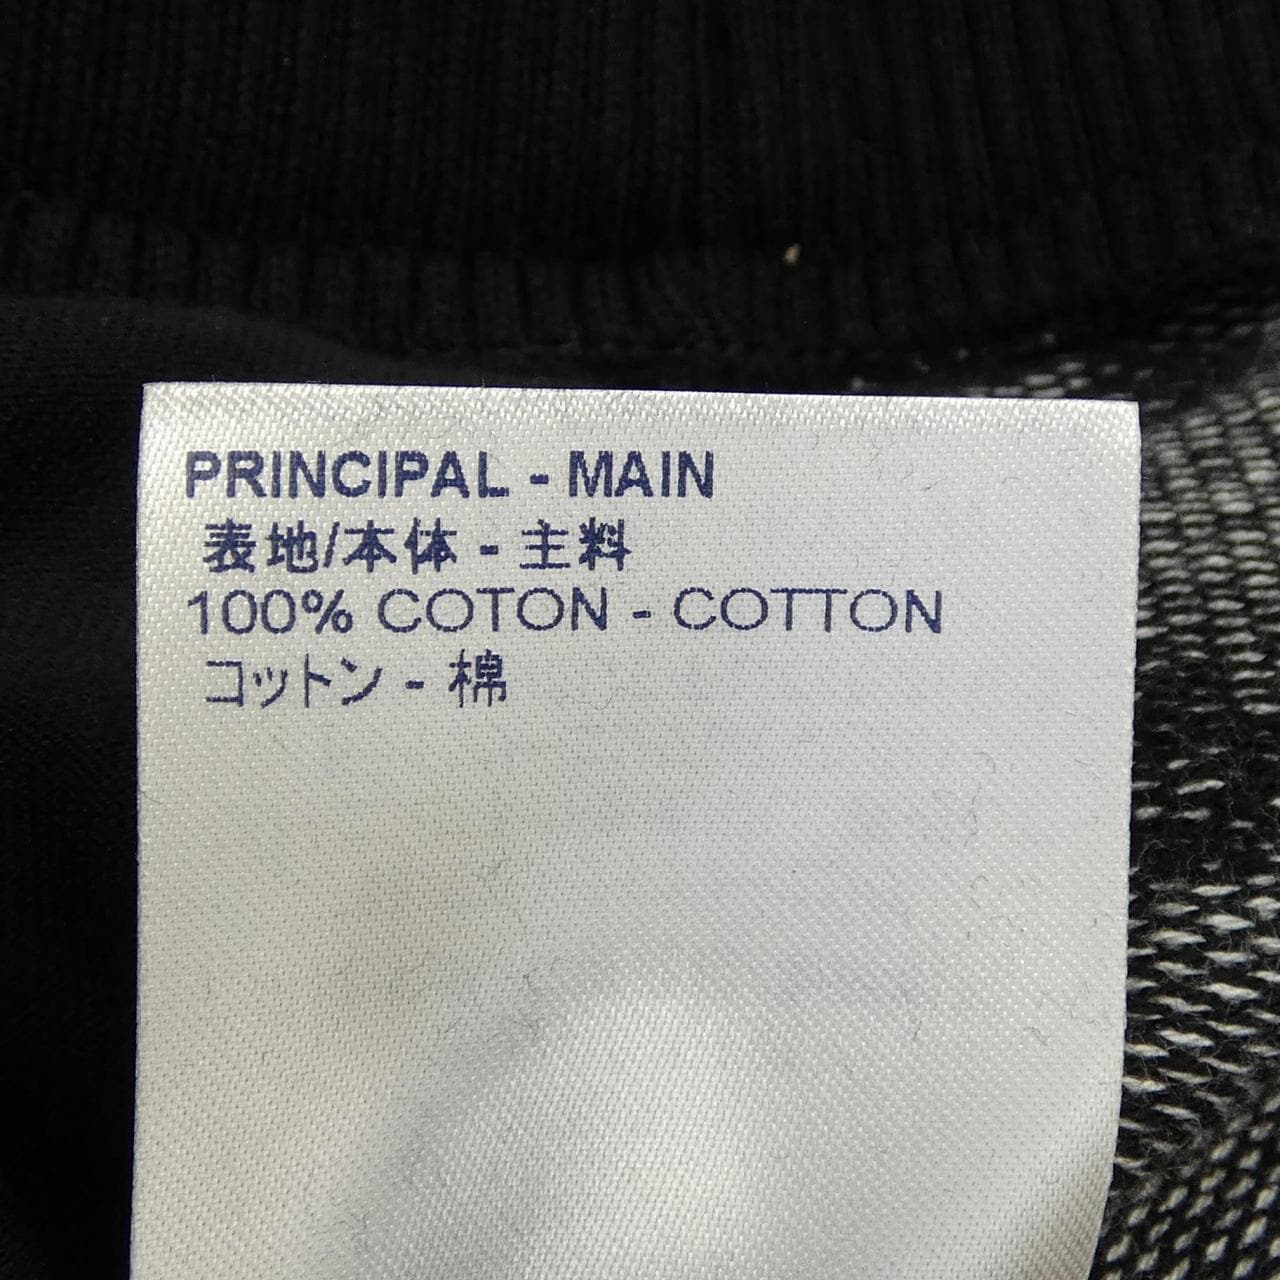 PRINCIPAL - MAIN
表地/本体 - 主料
100% COTON - COTTON
コットン - 棉